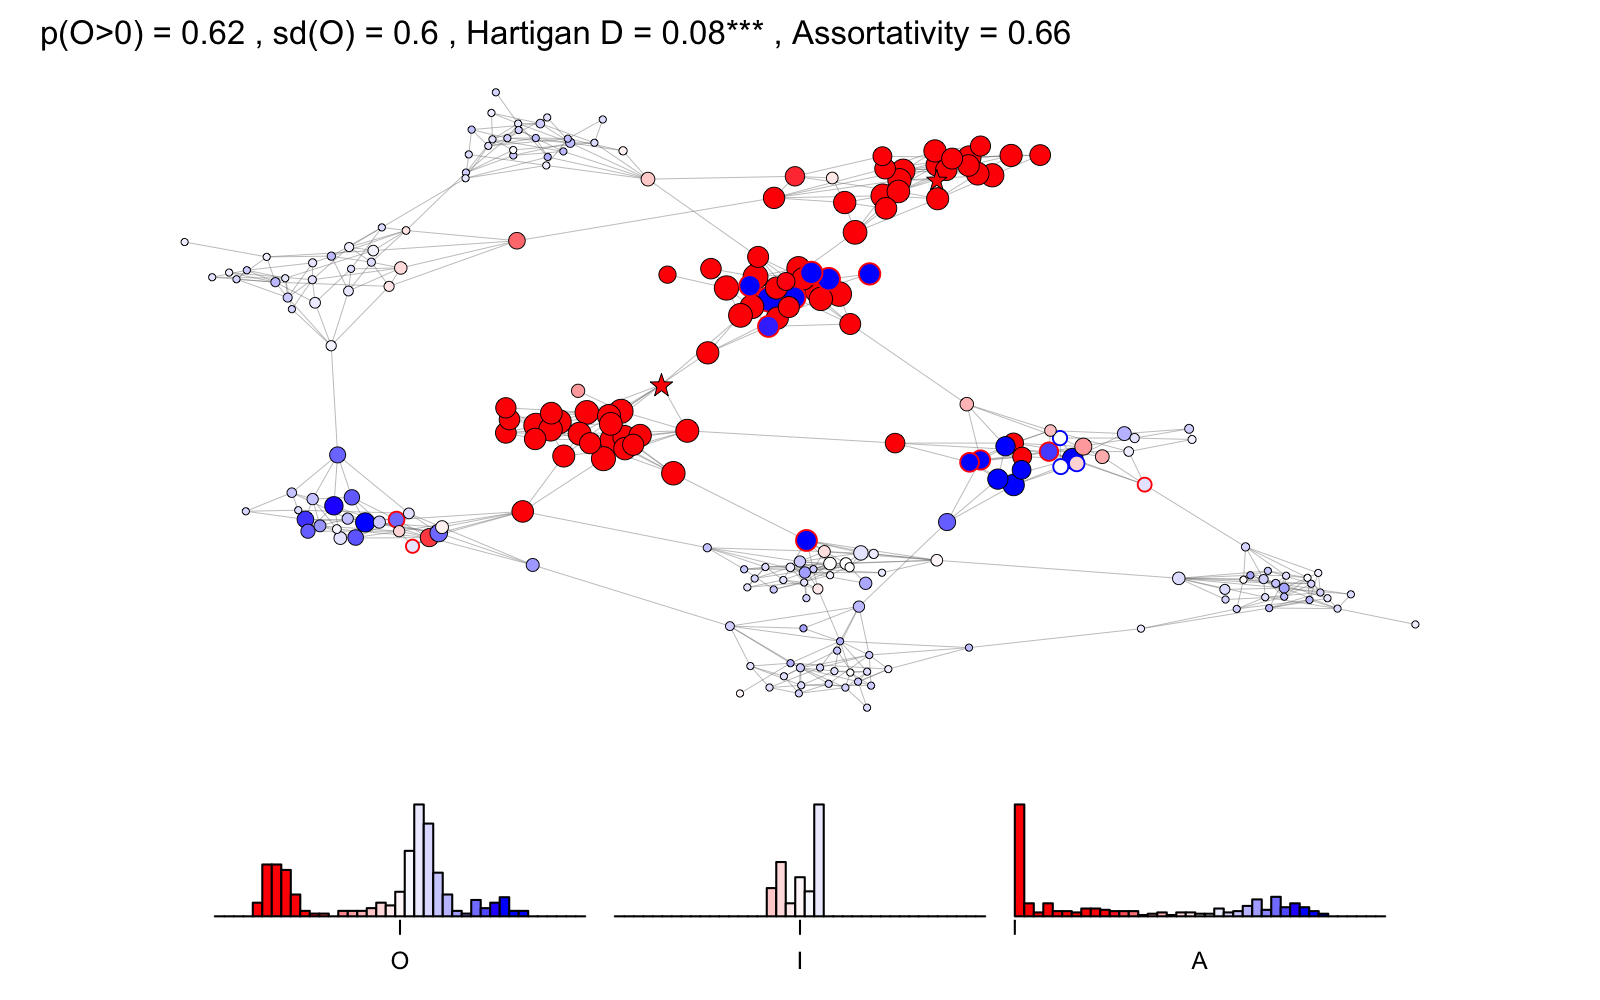 p(O>0) = 0.62 , sd(O) = 0.6 , Hartigan D = 0.08*** , Assortativity = 0.66
O I A